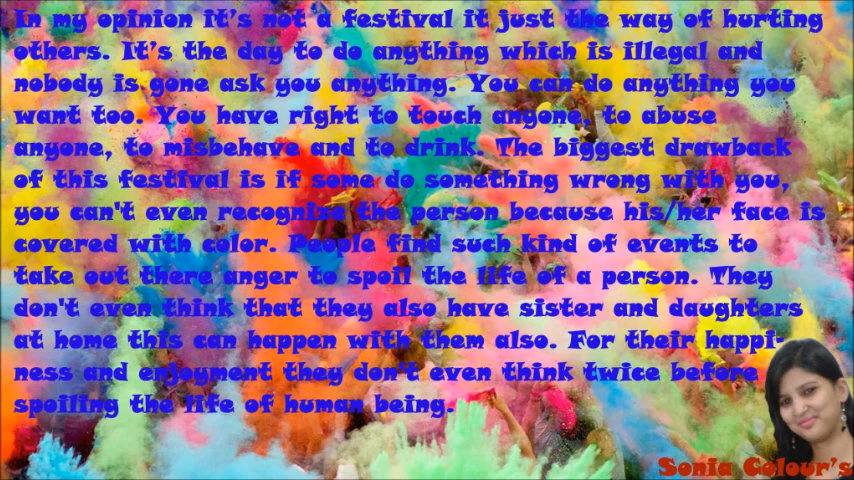 In my opinion it's not a festival it just the way of hurting
others. It's the day to do anything which is illegal and
nobody is gone ask you anything. You can do anything you
want too. You have right to touch anyone, to abuse
anyone, to misbehave and to drink. The biggest drawback
of this festival is if some do something wrong with you,
you can't even recognize the person because his/her face is
covered with color. People find such kind of events to
take out there anger to spoil the life of a person. They
don't even think that they also have sister and daughters
at home this can happen with them also. For their happi-
ness and enjoyment they don't even think twice before
spoiling the life of human being.
Sonia Colour's